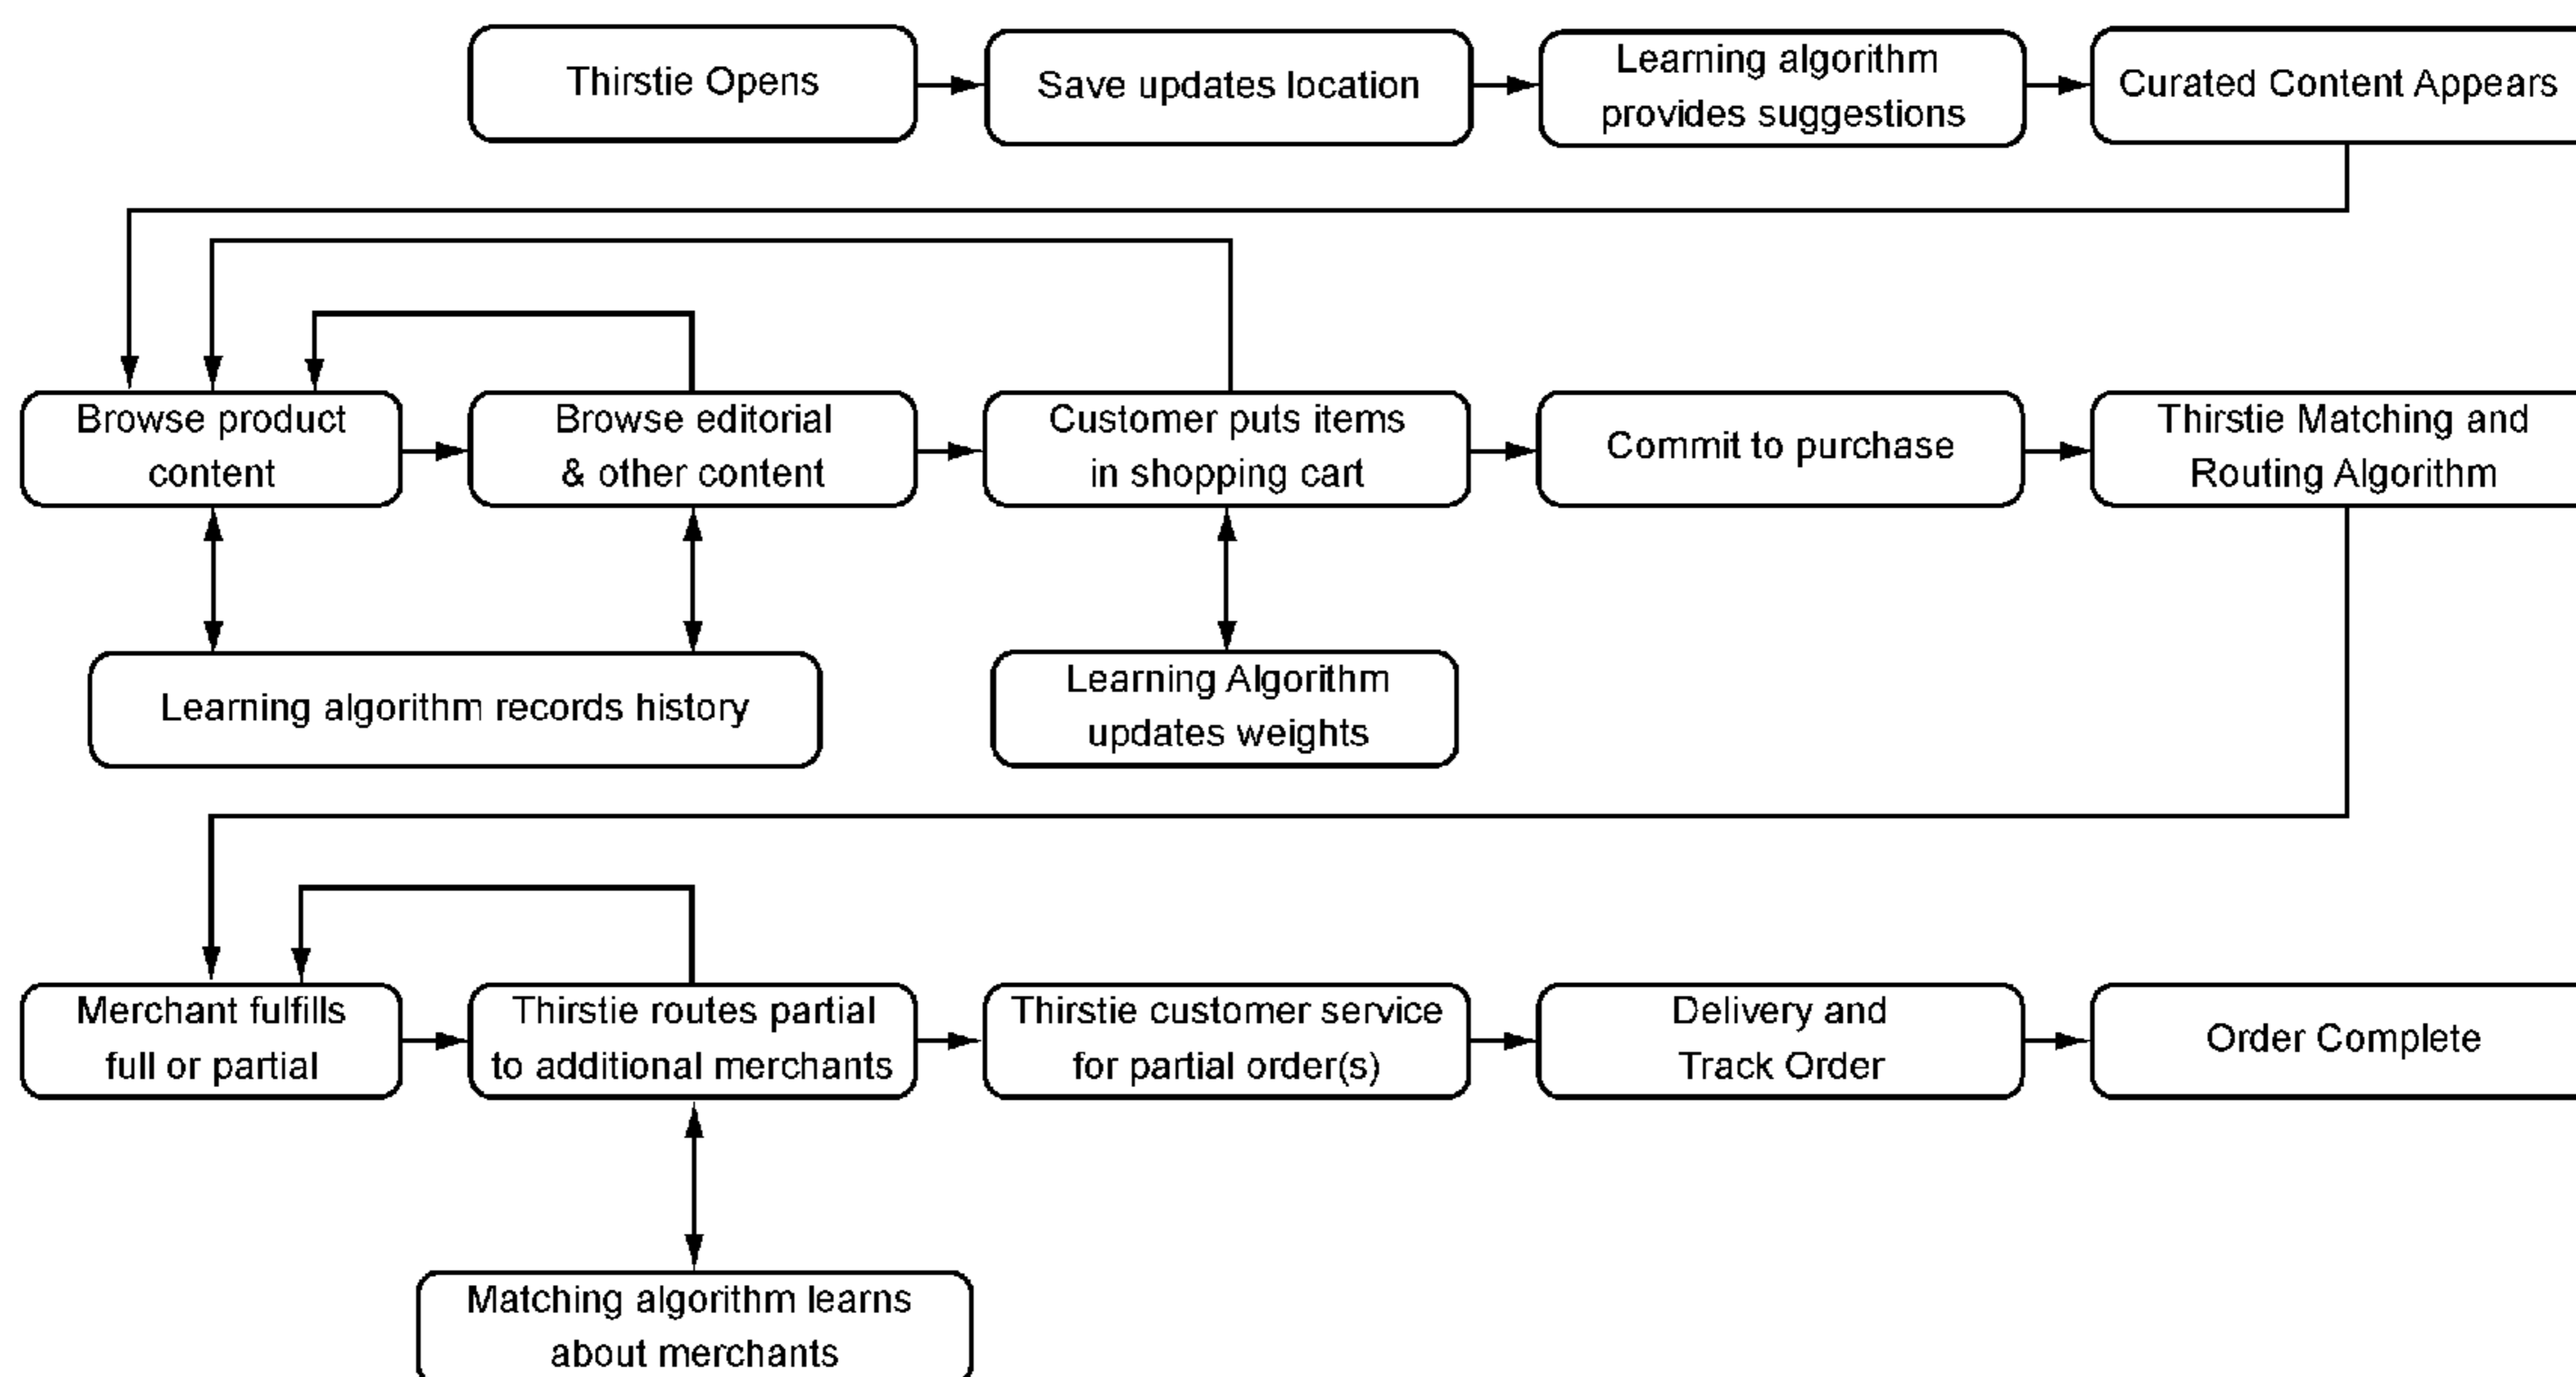 Thirstie Opens
Save updates location
Learning algorithm
provides suggestions
Curated Content Appears
Browse product
content
Browse editorial
& other content
Customer puts items
in shopping cart
Commit to purchase
Thirstie Matching and
Routing Algorithm
Learning algorithm records history
Learning Algorithm
updates weights
Merchant fulfills
full or partial
Thirstie routes partial
to additional merchants
Thirstie customer service
for partial order(s)
Delivery and
Track Order
Order Complete
Matching algorithm learns
about merchants